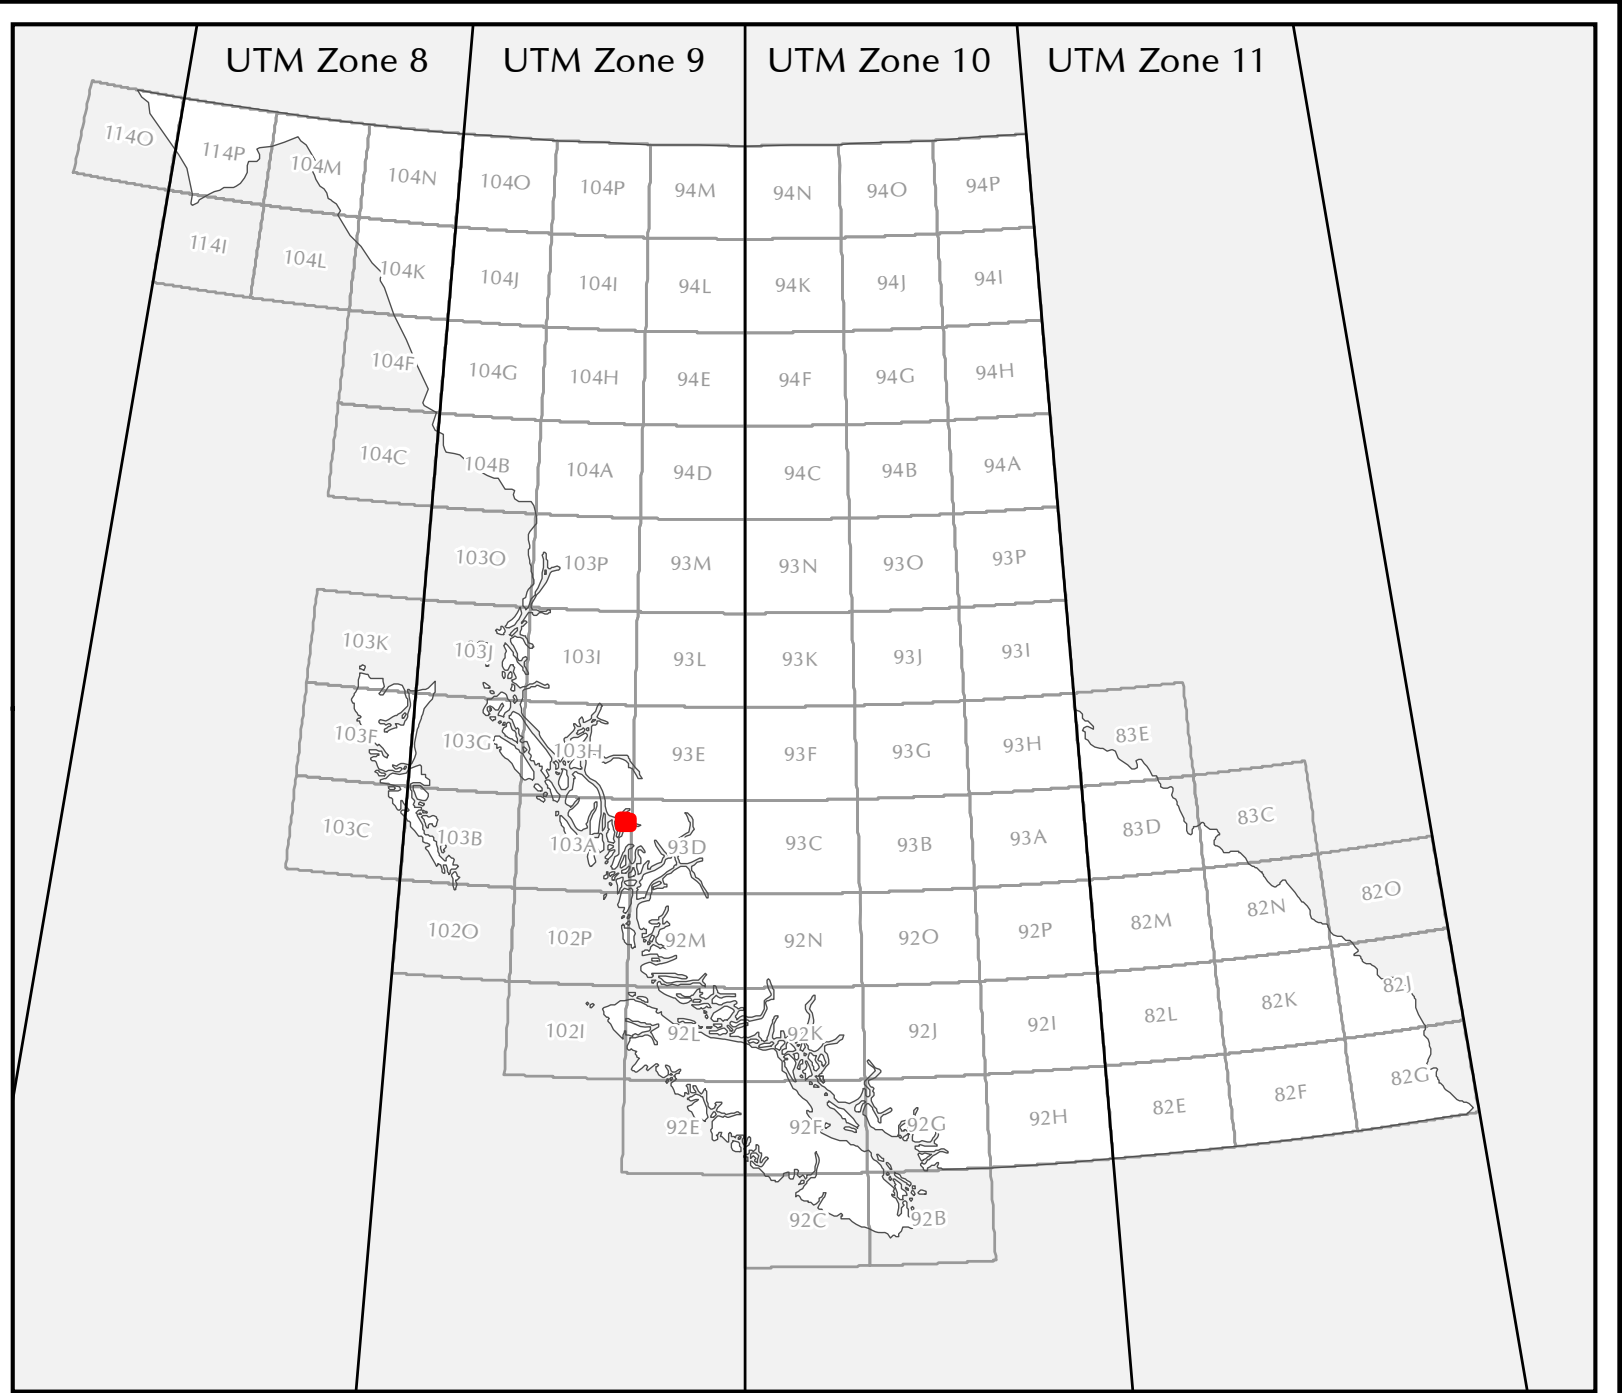 UTM Zone 8 UTM Zone 9 UTM Zone 10 UTM Zone 11
114O 114P 104M 104N 104O 104P 94M 94N 94O 94P
114I 104L 104K 104J 104I 94L 94K 94J 94I
104F 104G 104H 94E 94F 94G 94H
104C 104B 104A 94D 94C 94B 94A
103O 103P 93M 93N 93O 93P
103K 103J 103I 93L 93K 93J 93I
103F 103G 103H 93E 93F 93G 93H 83E
103C 103B 103A 93D 93C 93B 93A 83D 83C
102O 102P 92M 92N 92O 92P 82M 82N 82O
102I 92L 92K 92J 92I 82L 82K 82J
92E 92F 92G 92H 82E 82F 82G
92C 92B